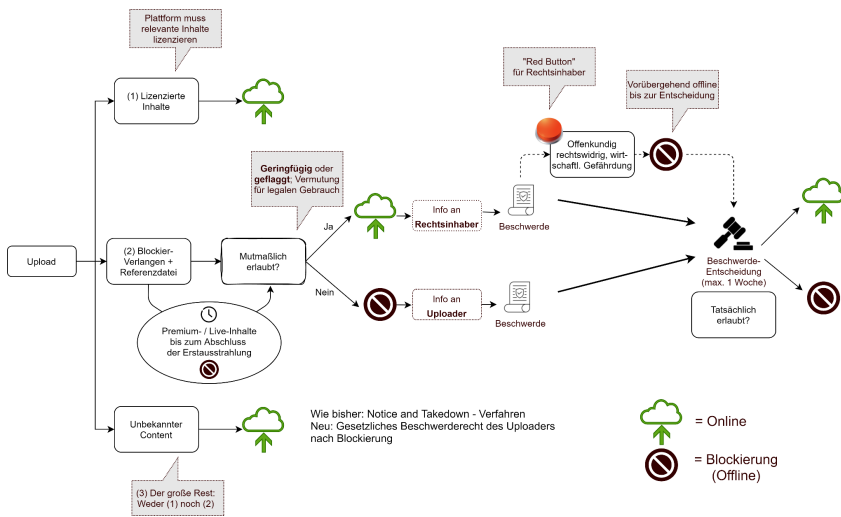 Plattform muss
relevante Inhalte
lizenzieren
(1) Lizenzierte
Inhalte
"Red Button"
für Rechtsinhaber
Vorübergehend offline
bis zur Entscheidung
Offenkundig
rechtswidrig, wirt-
schaftl. Gefährdung
Geringfügig oder
geflaggt; Vermutung
für legalen Gebrauch
Ja
Info an
Rechtsinhaber
Beschwerde
Upload
(2) Blockier-
Verlangen +
Referenzdatei
Mutmaßlich
erlaubt?
Nein
Info an
Uploader
Beschwerde
Beschwerde-
Entscheidung
(max. 1 Woche)
Tatsächlich
erlaubt?
Premium- / Live-Inhalte
bis zum Abschluss
der Erstausstrahlung
Unbekannter
Content
Wie bisher: Notice and Takedown - Verfahren
Neu: Gesetzliches Beschwerderecht des Uploaders
nach Blockierung
(3) Der große Rest:
Weder (1) noch (2)
= Online
= Blockierung
(Offline)